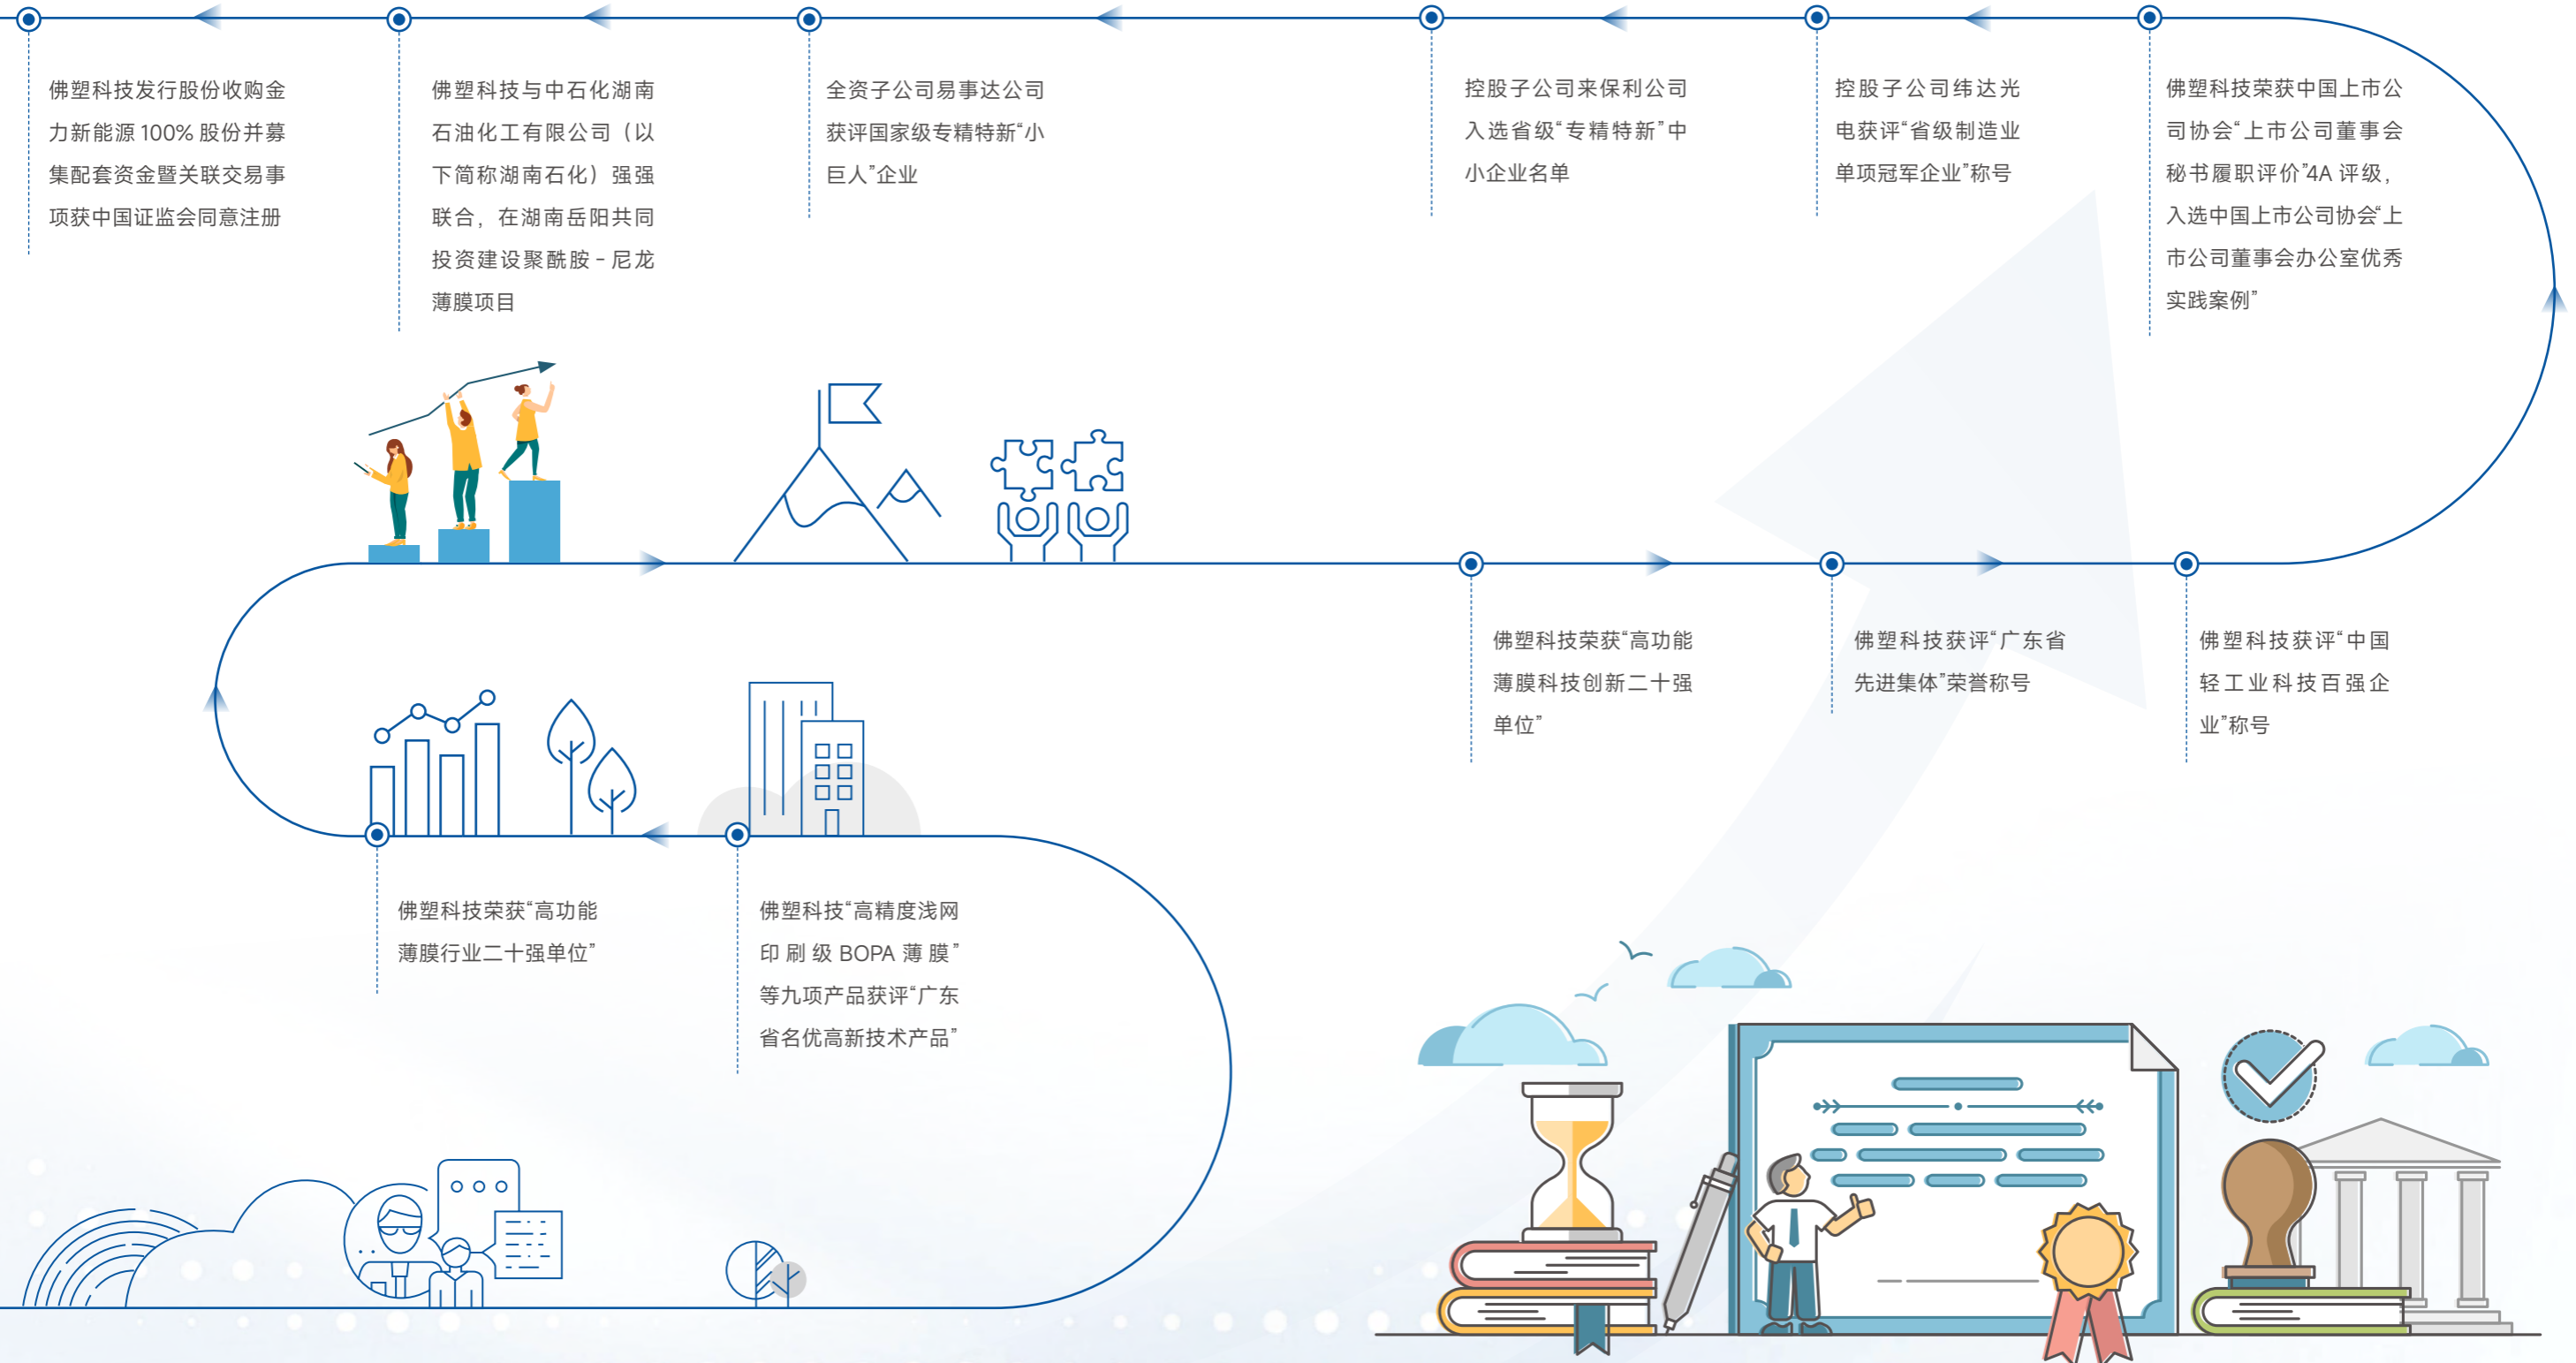 佛塑科技发行股份收购金
力新能源 100% 股份并募
集配套资金暨关联交易事
项获中国证监会同意注册
佛塑科技与中石化湖南
石油化工有限公司（以
下简称湖南石化）强强
联合，在湖南岳阳共同
投资建设聚酰胺 - 尼龙
薄膜项目
全资子公司易事达公司
获评国家级专精特新“小
巨人”企业
控股子公司来保利公司
入选省级“专精特新”中
小企业名单
控股子公司纬达光
电获评“省级制造业
单项冠军企业”称号
佛塑科技荣获中国上市公
司协会“上市公司董事会
秘书履职评价”4A 评级，
入选中国上市公司协会“上
市公司董事会办公室优秀
实践案例”
佛塑科技荣获“高功能
薄膜科技创新二十强
单位”
佛塑科技获评“广东省
先进集体”荣誉称号
佛塑科技获评“中国
轻工业科技百强企
业”称号
佛塑科技荣获“高功能
薄膜行业二十强单位”
佛塑科技“高精度浅网
印刷级 BOPA 薄膜”
等九项产品获评“广东
省名优高新技术产品”